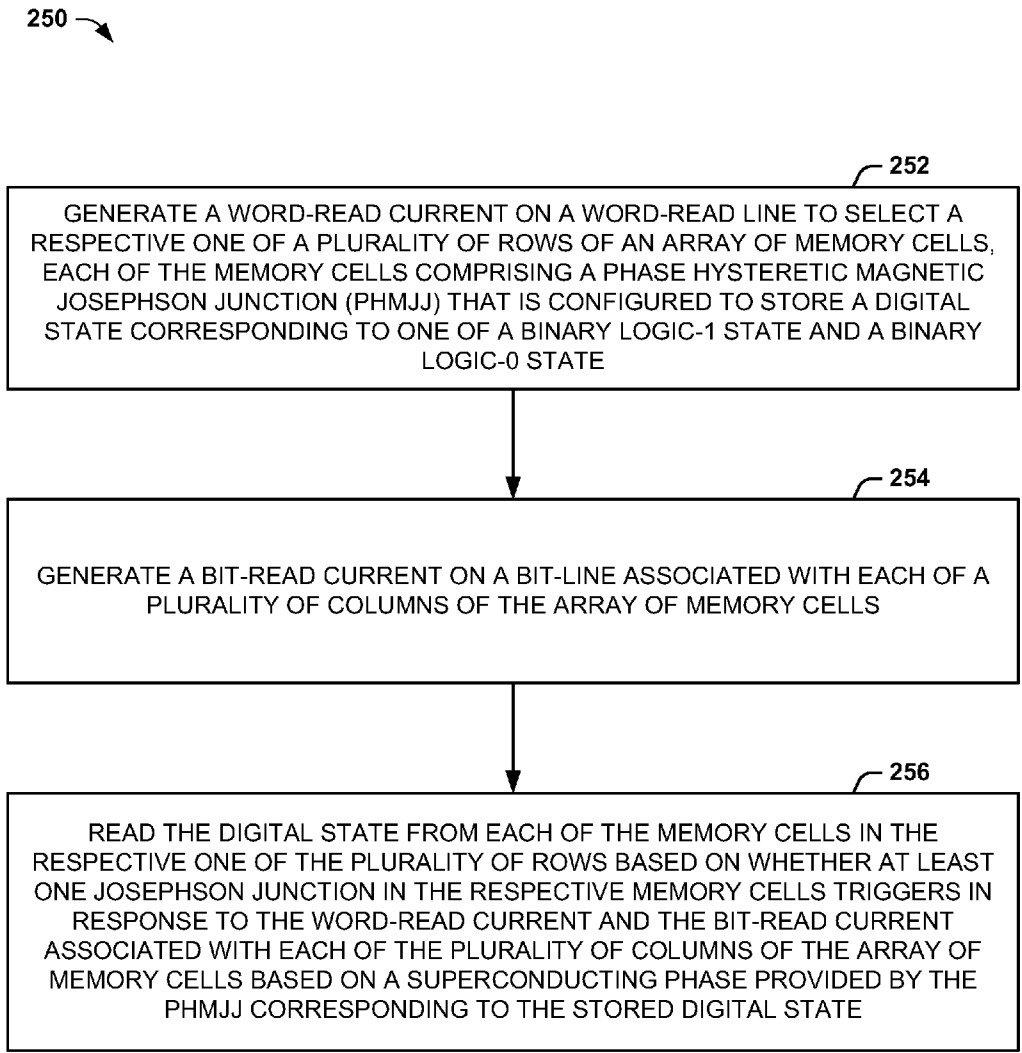 250
252
GENERATE A WORD-READ CURRENT ON A WORD-READ LINE TO SELECT A
RESPECTIVE ONE OF A PLURALITY OF ROWS OF AN ARRAY OF MEMORY CELLS,
EACH OF THE MEMORY CELLS COMPRISING A PHASE HYSTERETIC MAGNETIC
JOSEPHSON JUNCTION (PHMJJ) THAT IS CONFIGURED TO STORE A DIGITAL
STATE CORRESPONDING TO ONE OF A BINARY LOGIC-1 STATE AND A BINARY
LOGIC-0 STATE
254
GENERATE A BIT-READ CURRENT ON A BIT-LINE ASSOCIATED WITH EACH OF A
PLURALITY OF COLUMNS OF THE ARRAY OF MEMORY CELLS
256
READ THE DIGITAL STATE FROM EACH OF THE MEMORY CELLS IN THE
RESPECTIVE ONE OF THE PLURALITY OF ROWS BASED ON WHETHER AT LEAST
ONE JOSEPHSON JUNCTION IN THE RESPECTIVE MEMORY CELLS TRIGGERS IN
RESPONSE TO THE WORD-READ CURRENT AND THE BIT-READ CURRENT
ASSOCIATED WITH EACH OF THE PLURALITY OF COLUMNS OF THE ARRAY OF
MEMORY CELLS BASED ON A SUPERCONDUCTING PHASE PROVIDED BY THE
PHMJJ CORRESPONDING TO THE STORED DIGITAL STATE